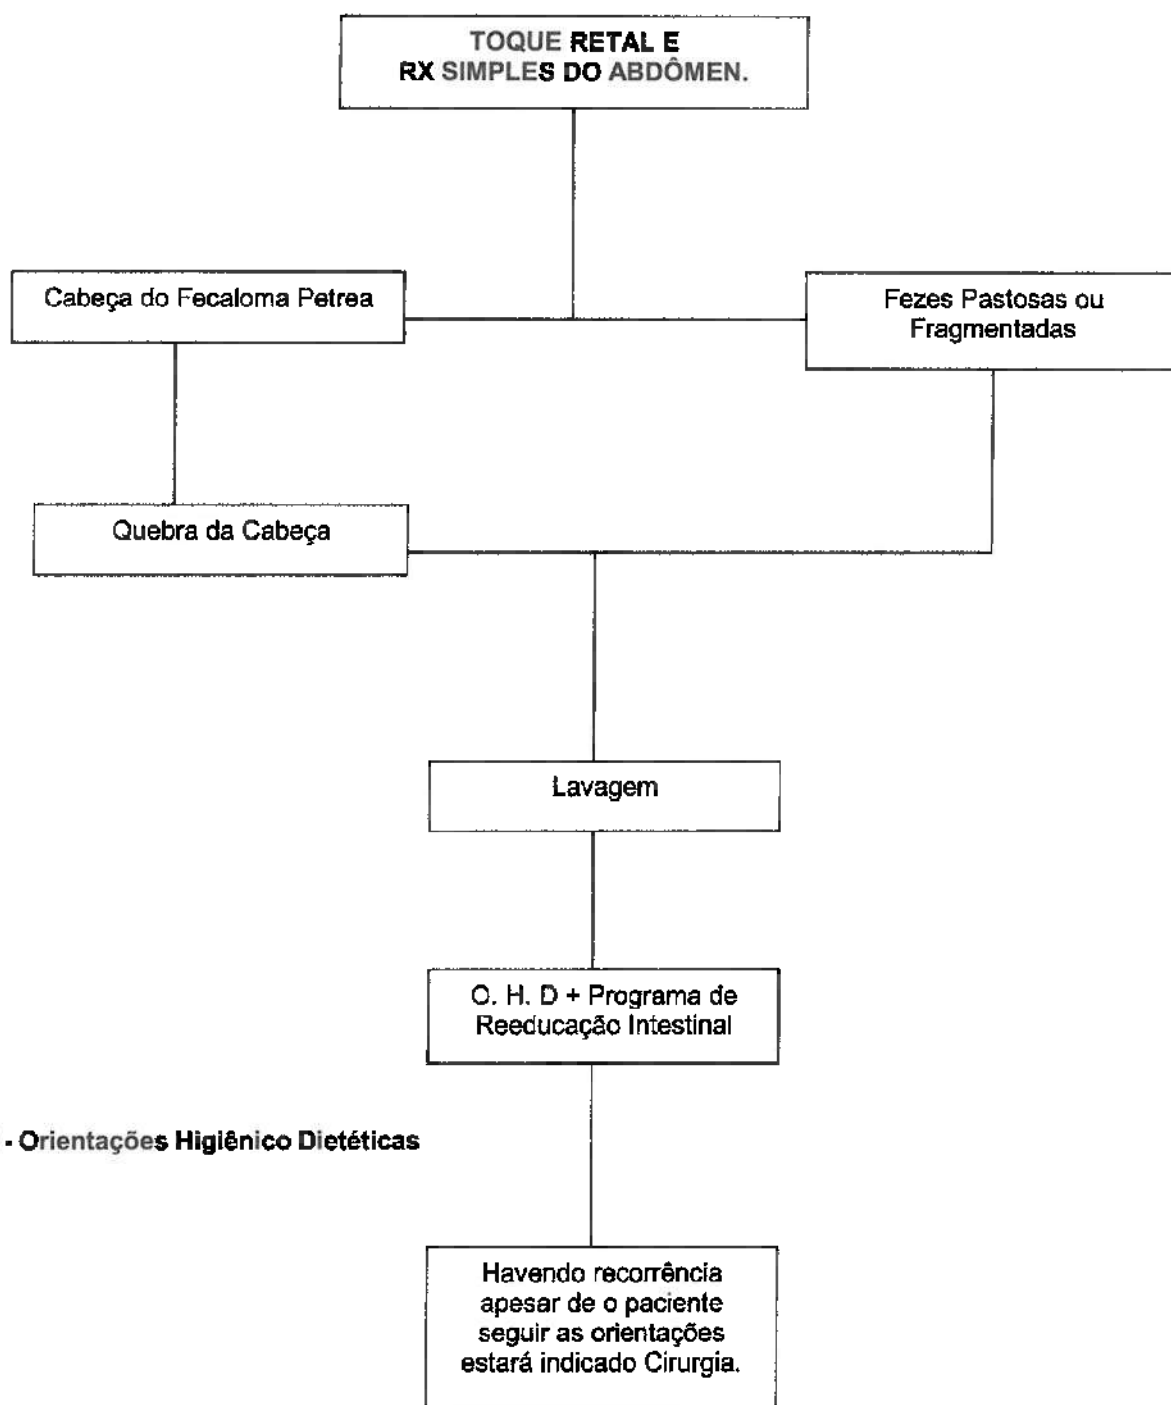 TOQUE RETAL E
RX SIMPLES DO ABDÔMEN.
Cabeça do Fecaloma Petrea
Fezes Pastosas ou
Fragmentadas
Quebra da Cabeça
Lavagem
O. H. D + Programa de
Reeducação Intestinal
- Orientações Higiênico Dietéticas
Havendo recorrência
apesar de o paciente
seguir as orientações
estará indicado Cirurgia.